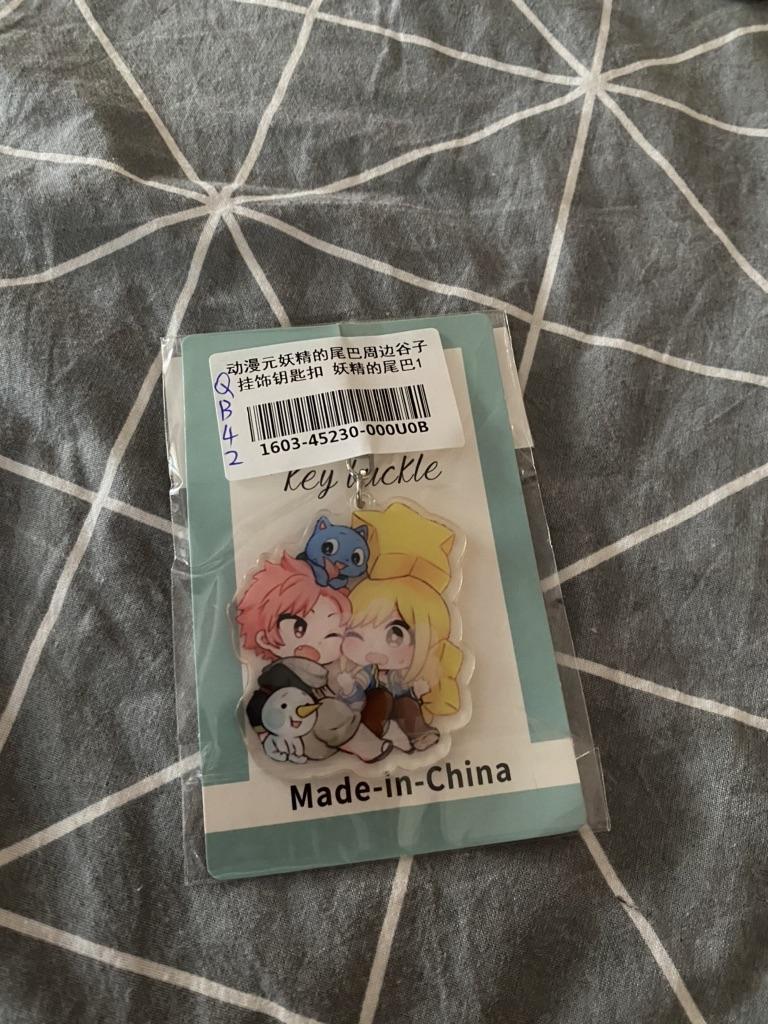 动漫元妖精的尾巴周边谷子
挂饰钥匙扣 妖精的尾巴1
QB42
1603-45230-000U0B
Key buckle
Made-in-China